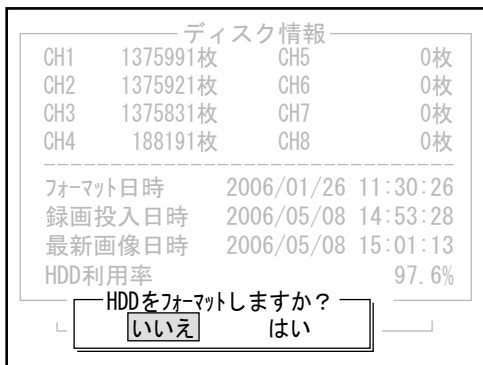 ディスク情報
CH1 1375991枚 CH5 0枚
CH2 1375921枚 CH6 0枚
CH3 1375831枚 CH7 0枚
CH4 188191枚 CH8 0枚
ﾌｫｰﾏｯﾄ日時 2006/01/26 11:30:26
録画投入日時 2006/05/08 14:53:28
最新画像日時 2006/05/08 15:01:13
HDD利用率 97.6%
HDDをﾌｫｰﾏｯﾄしますか？
いいえ はい